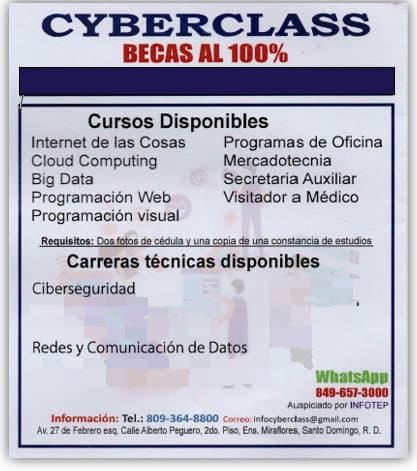 CYBERCLASS
BECAS AL 100%
Cursos Disponibles
Internet de las Cosas
Cloud Computing
Big Data
Programación Web
Programación visual
Programas de Oficina
Mercadotecnia
Secretaria Auxiliar
Visitador a Médico
Requisitos: Dos fotos de cédula y una copia de una constancia de estudios
Carreras técnicas disponibles
Ciberseguridad
Redes y Comunicación de Datos
WhatsApp
849-657-3000
Auspiciado por INFOTEP
Información: Tel.: 809-364-8800 Correo: infocyberclass@gmail.com
Av. 27 de Febrero esq. Calle Alberto Peguero, 2do. Piso, Ens. Miraflores, Santo Domingo, R. D.